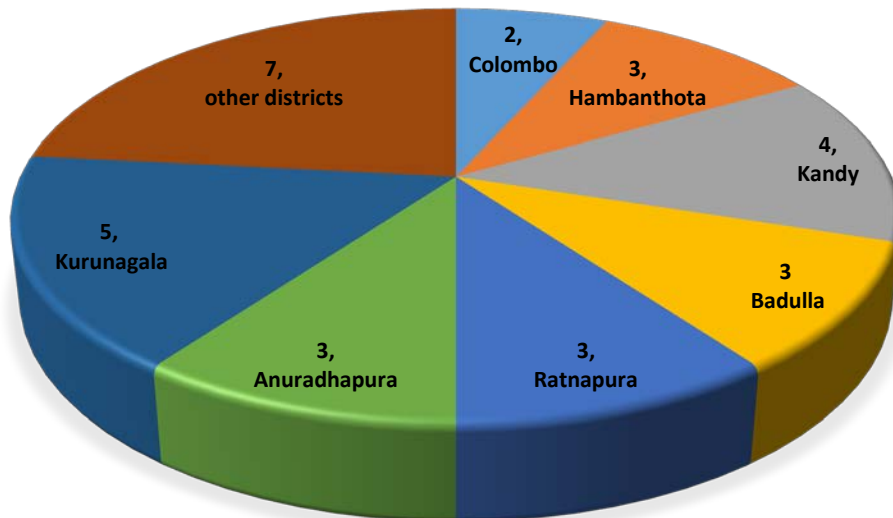 2,
Colombo
3,
Hambanthota
4,
Kandy
3
Badulla
3,
Ratnapura
3,
Anuradhapura
5,
Kurunagala
7,
other districts